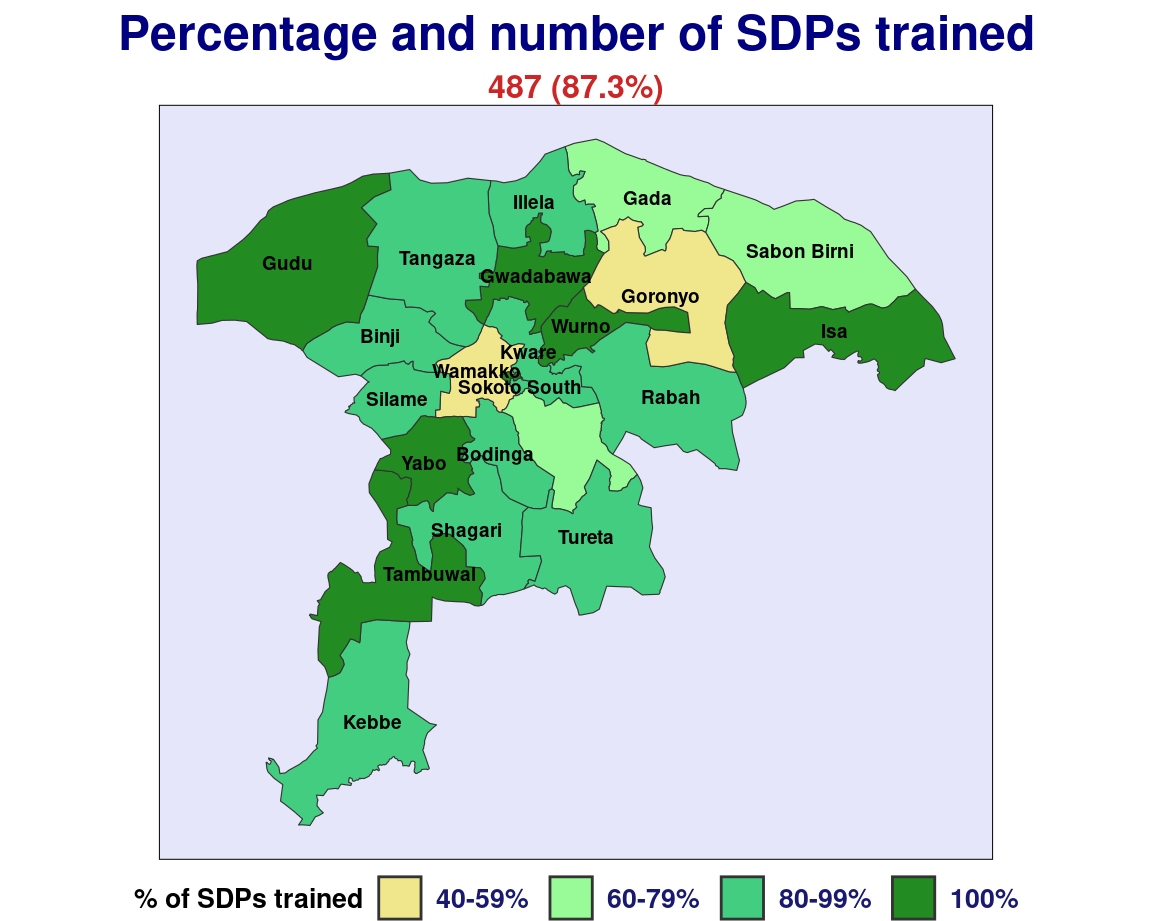 Percentage and number of SDPs trained
487 (87.3%)
Illela
Gada
Sabon Birni
Gudu
Tangaza
Gwadabawa
Goronyo
Wurno
Isa
Binji
Kware
Wamakko
Sokoto South
Silame
Rabah
Yabo
Bodinga
Shagari
Tureta
Tambuwal
Kebbe
% of SDPs trained 40-59% 60-79% 80-99% 100%